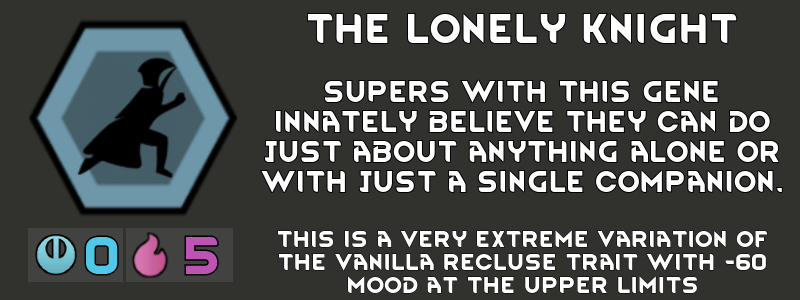 THE LONELY KNIGHT
SUPERS WITH THIS GENE
INNATELY BELIEVE THEY CAN DO
JUST ABOUT ANYTHING ALONE OR
WITH JUST A SINGLE COMPANION.
0 5
THIS IS A VERY EXTREME VARIATION OF
THE VANILLA RECLUSE TRAIT WITH -60
MOOD AT THE UPPER LIMITS